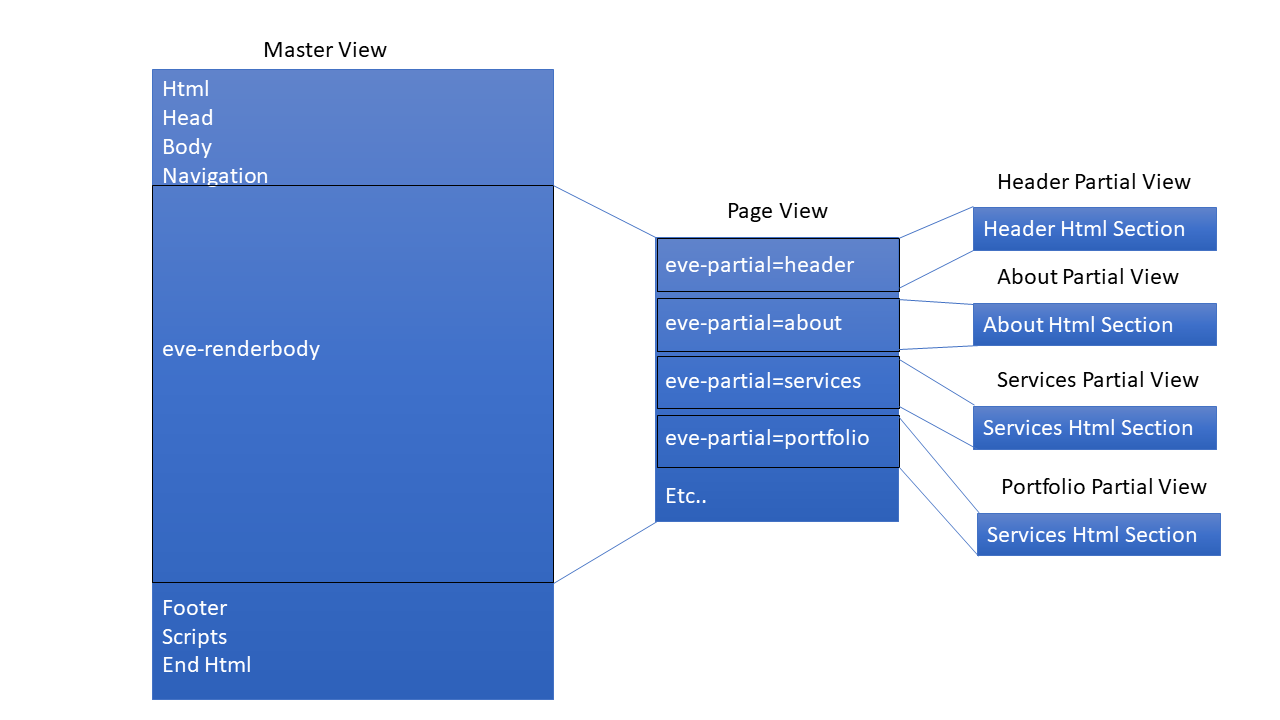 Master View
Html
Head
Body
Navigation
eve-renderbody
Footer
Scripts
End Html
Page View
eve-partial=header
eve-partial=about
eve-partial=services
eve-partial=portfolio
Etc..
Header Partial View
Header Html Section
About Partial View
About Html Section
Services Partial View
Services Html Section
Portfolio Partial View
Services Html Section